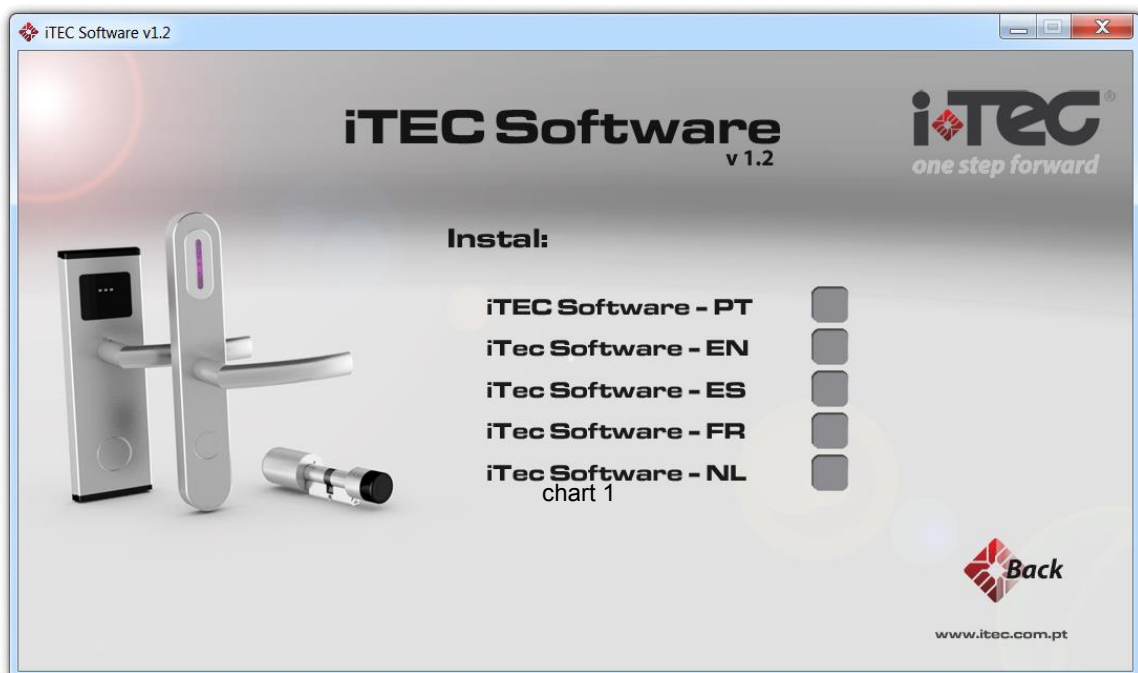 iTEC Software v1.2
iTEC Software
v 1.2
iTEC®
one step forward
Instal:
iTEC Software - PT
iTec Software - EN
iTec Software - ES
iTec Software - FR
iTec Software - NL
chart 1
Back
www.itec.com.pt